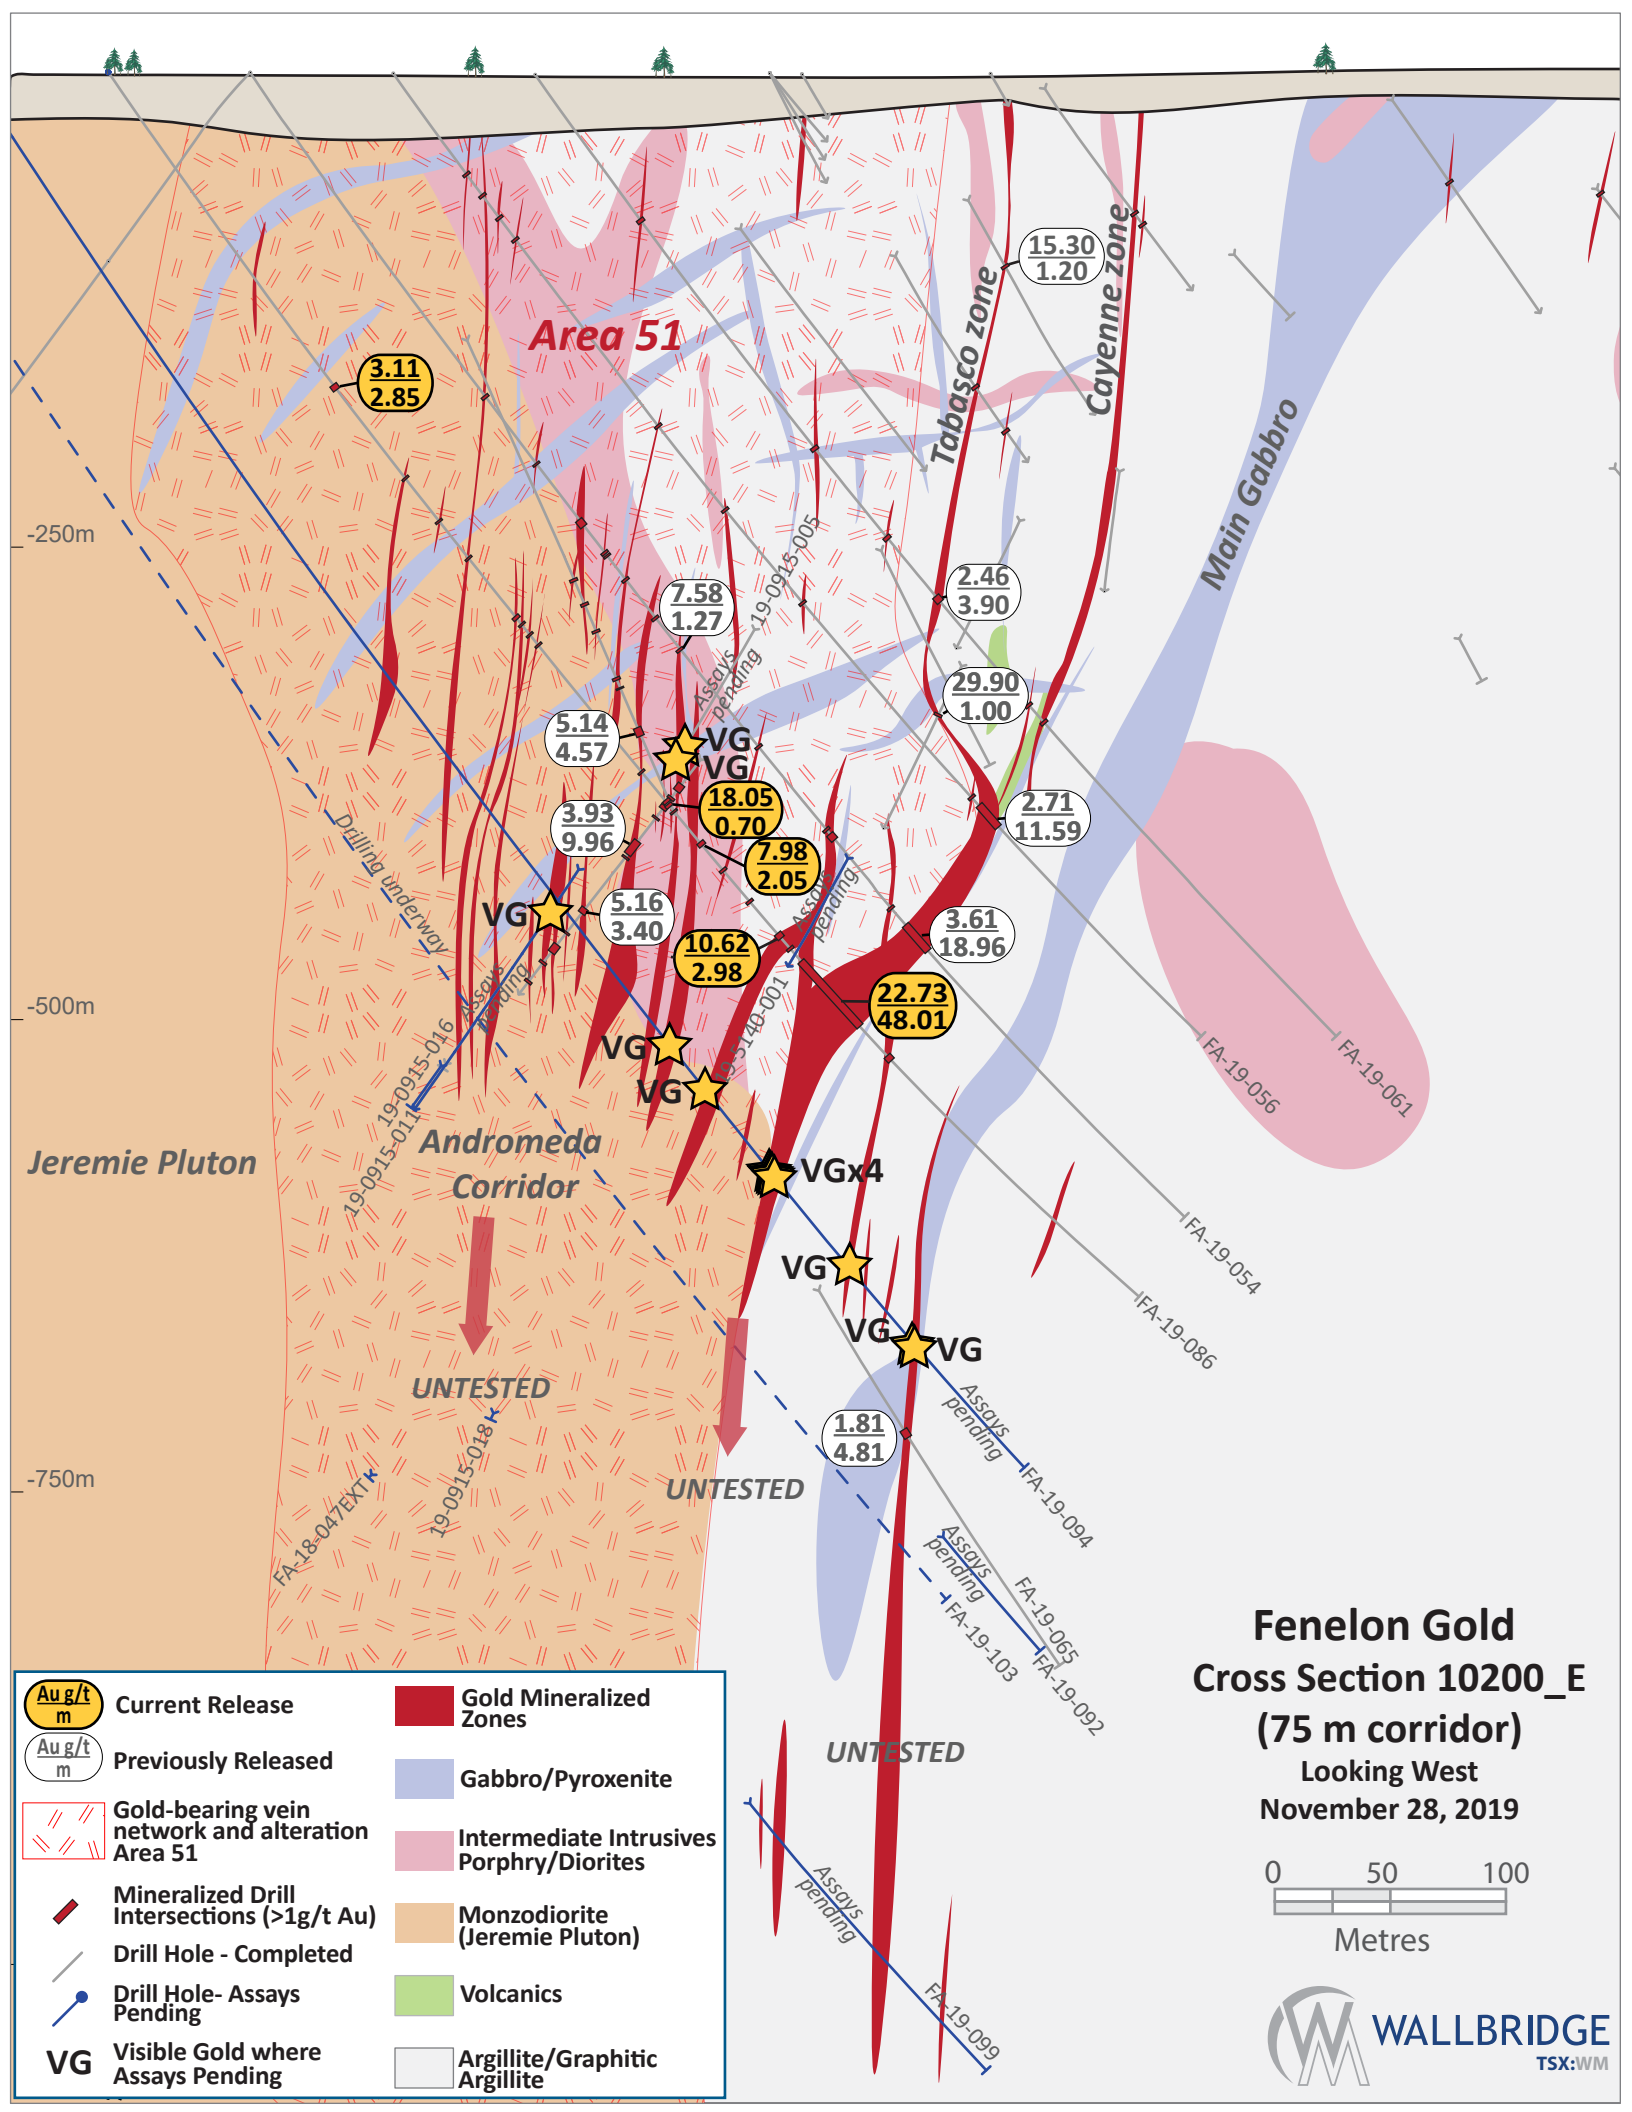 15.30
1.20
Tabasco zone
Cayenne zone
Area 51
3.11
2.85
Main Gabbro
-250m
19-0915-005
Assays
pending
7.58
1.27
2.46
3.90
29.90
1.00
5.14
4.57
VG
VG
18.05
0.70
2.71
11.59
3.93
9.96
7.98
2.05
Drilling underway
Assays
pending
VG
5.16
3.40
3.61
18.96
10.62
2.98
22.73
48.01
Assays
pending
-500m
19-5140-001
VG
VG
19-0915-016
19-0915-011
FA-19-056
FA-19-061
Jeremie Pluton
Andromeda
Corridor
VGx4
FA-19-054
VG
FA-19-086
VG
VG
UNTESTED
Assays
pending
1.81
4.81
-750m
UNTESTED
FA-18-047EXT
19-0915-018
FA-19-094
Assays
pending
FA-19-065
FA-19-103
FA-19-092
UNTESTED
Assays
pending
FA-19-099
Fenelon Gold
Cross Section 10200_E
(75 m corridor)
Looking West
November 28, 2019
0 50 100
Metres
WALLBRIDGE
TSX:WM
Au g/t
m
Current Release
Au g/t
m
Previously Released
Gold-bearing vein
network and alteration
Area 51
Mineralized Drill
Intersections (>1g/t Au)
Drill Hole - Completed
Drill Hole- Assays
Pending
VG
Visible Gold where
Assays Pending
Gold Mineralized
Zones
Gabbro/Pyroxenite
Intermediate Intrusives
Porphry/Diorites
Monzodiorite
(Jeremie Pluton)
Volcanics
Argillite/Graphitic
Argillite